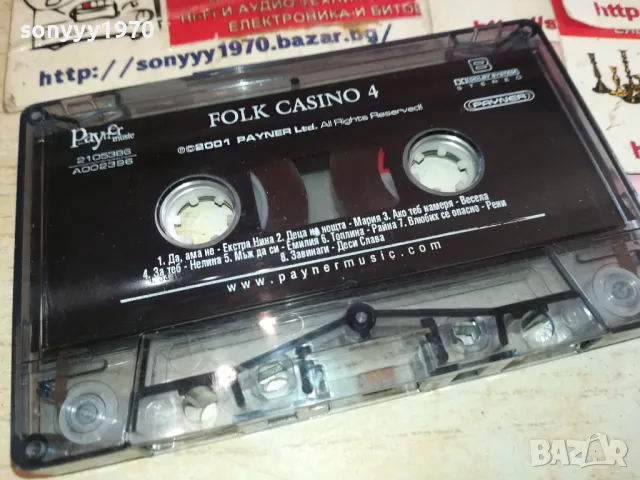 sonyyy1970
HI-FI И АУДИО ТЕХНИКА
ЕЛЕКТРОНИКА И БИТОВ
http://sonyyy1970.bazar.bg/
http://s
FOLK CASINO 4
Payner music
2105386
A002396
℗©2001 PAYNER Ltd. All Rights Reserved!
B
DOLBY SYSTEM
STEREO
PAYNER
1. Да, ама не - Екстра Нина 2. Деца на нощта - Мария 3. Ако теб намеря - Весела
4. За теб - Нелина 5. Мъж да си - Емилия 6. Топлина - Райна 7. Влюбих се опасно - Рени
8. Завинаги - Деси Слава
www.paynermusic.com
BAZAR